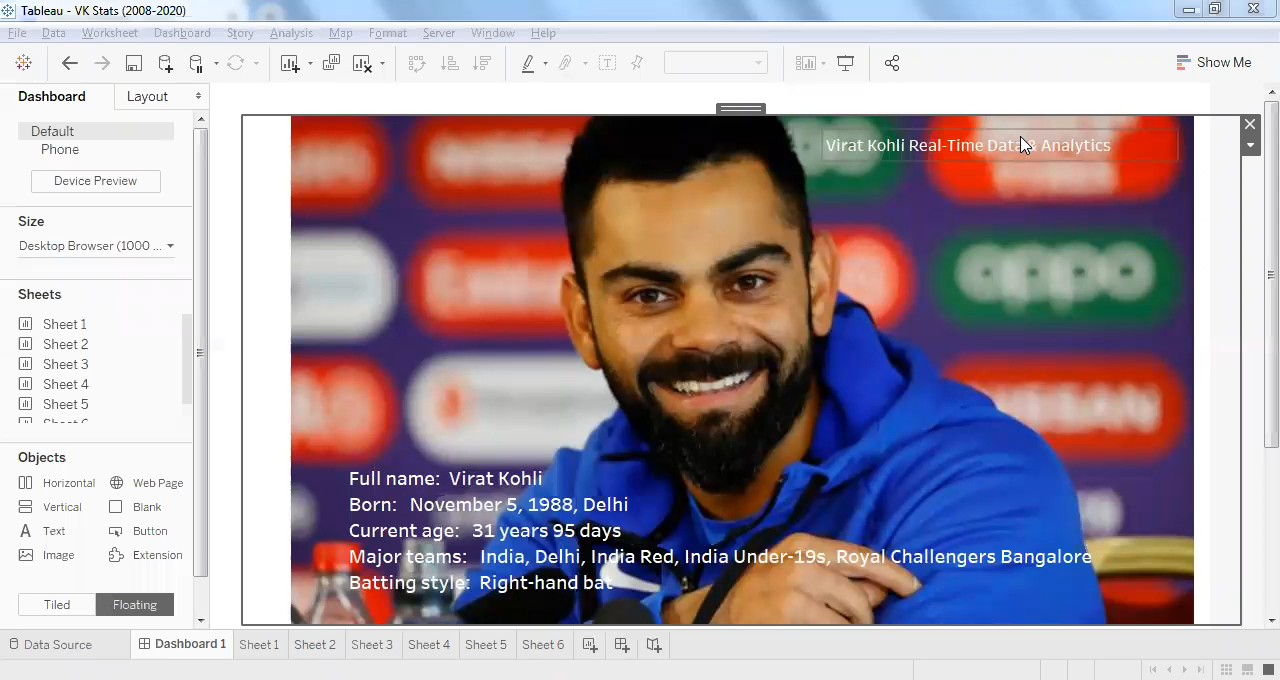 Tableau - VK Stats (2008-2020)
File Data Worksheet Dashboard Story Analysis Map Format Server Window Help
Show Me
Dashboard Layout
Default
Phone
Device Preview
Size
Desktop Browser (1000 ...
Sheets
Sheet 1
Sheet 2
Sheet 3
Sheet 4
Sheet 5
Objects
Horizontal Web Page
Vertical Blank
Text Button
Image Extension
Tiled Floating
Virat Kohli Real-Time Data & Analytics
oppo
Full name: Virat Kohli
Born: November 5, 1988, Delhi
Current age: 31 years 95 days
Major teams: India, Delhi, India Red, India Under-19s, Royal Challengers Bangalore
Batting style: Right-hand bat
Data Source Dashboard 1 Sheet 1 Sheet 2 Sheet 3 Sheet 4 Sheet 5 Sheet 6